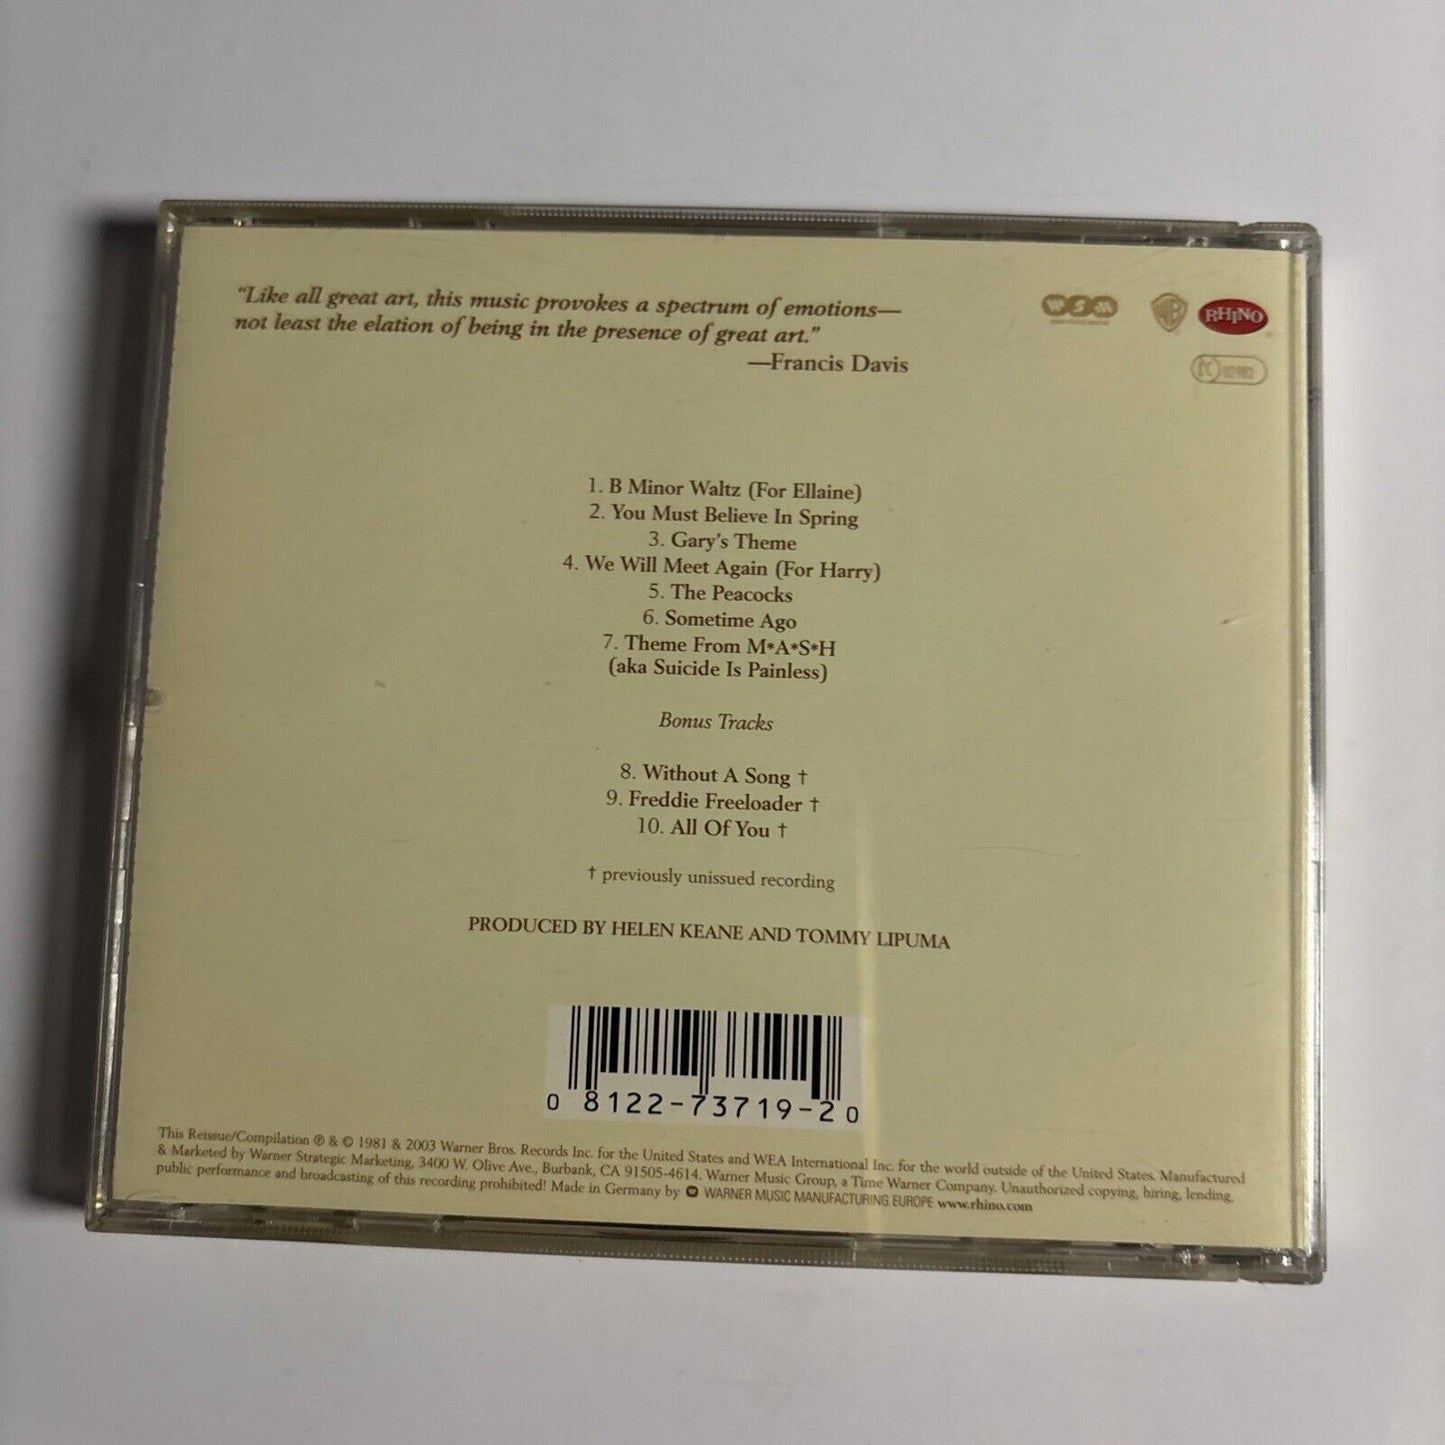 “Like all great art, this music provokes a spectrum of emotions—
not least the elation of being in the presence of great art.”
—Francis Davis
RHINO
1. B Minor Waltz (For Ellaine)
2. You Must Believe In Spring
3. Gary's Theme
4. We Will Meet Again (For Harry)
5. The Peacocks
6. Sometime Ago
7. Theme From M*A*S*H
(aka Suicide Is Painless)
Bonus Tracks
8. Without A Song †
9. Freddie Freeloader †
10. All Of You †
† previously unissued recording
PRODUCED BY HELEN KEANE AND TOMMY LIPUMA
0 8122-73719-2 0
This Reissue/Compilation ℗ & © 1981 & 2003 Warner Bros. Records Inc. for the United States and WEA International Inc. for the world outside of the United States. Manufactured
& Marketed by Warner Strategic Marketing, 3400 W. Olive Ave., Burbank, CA 91505-4614. Warner Music Group, a Time Warner Company. Unauthorized copying, hiring, lending,
public performance and broadcasting of this recording prohibited! Made in Germany by WARNER MUSIC MANUFACTURING EUROPE www.rhino.com